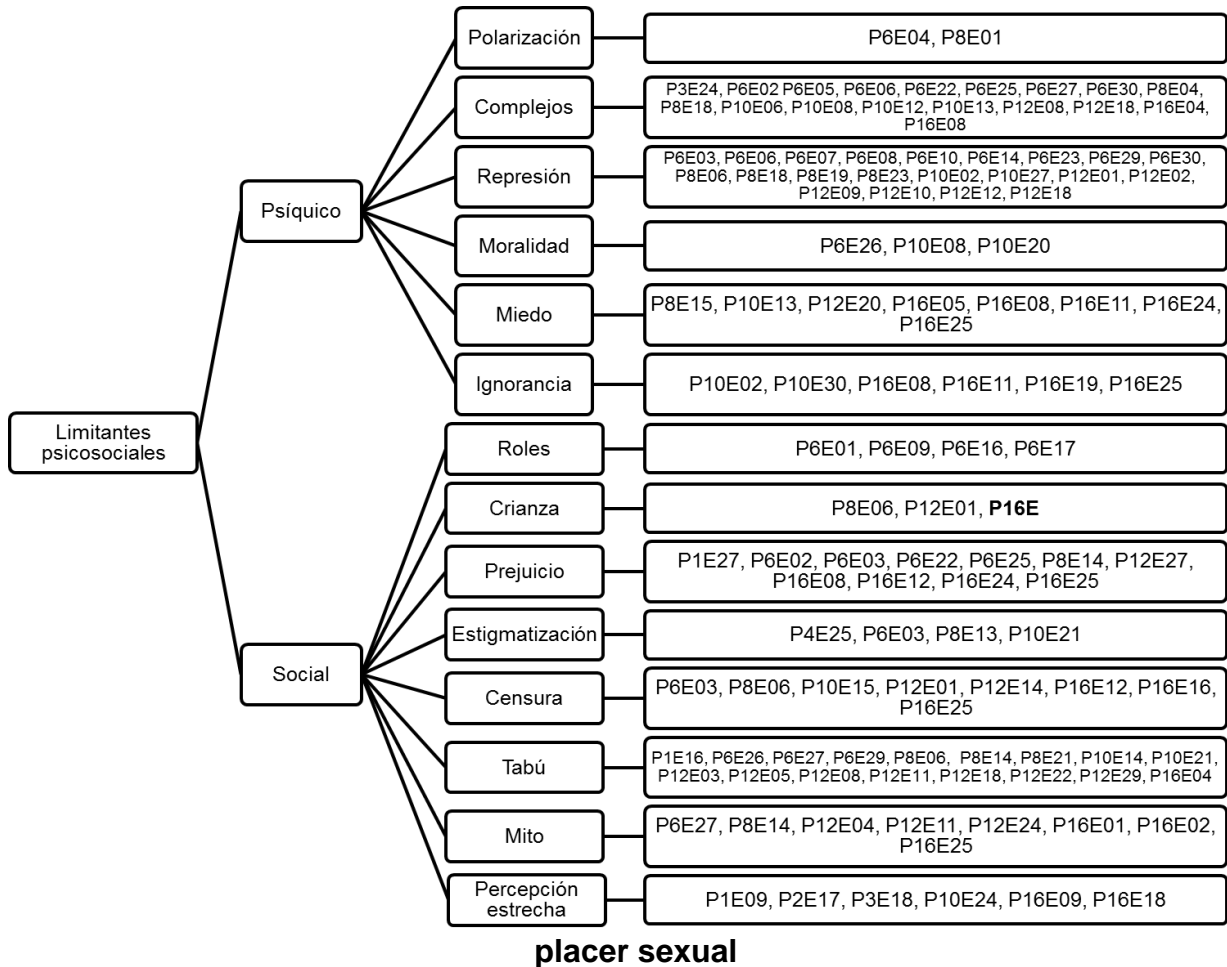 Limitantes
psicosociales
Psíquico
Polarización
P6E04, P8E01
Complejos
P3E24, P6E02 P6E05, P6E06, P6E22, P6E25, P6E27, P6E30, P8E04,
P8E18, P10E06, P10E08, P10E12, P10E13, P12E08, P12E18, P16E04,
P16E08
Represión
P6E03, P6E06, P6E07, P6E08, P6E10, P6E14, P6E23, P6E29, P6E30,
P8E06, P8E18, P8E19, P8E23, P10E02, P10E27, P12E01, P12E02,
P12E09, P12E10, P12E12, P12E18
Moralidad
P6E26, P10E08, P10E20
Miedo
P8E15, P10E13, P12E20, P16E05, P16E08, P16E11, P16E24,
P16E25
Ignorancia
P10E02, P10E30, P16E08, P16E11, P16E19, P16E25
Social
Roles
P6E01, P6E09, P6E16, P6E17
Crianza
P8E06, P12E01, P16E
Prejuicio
P1E27, P6E02, P6E03, P6E22, P6E25, P8E14, P12E27,
P16E08, P16E12, P16E24, P16E25
Estigmatización
P4E25, P6E03, P8E13, P10E21
Censura
P6E03, P8E06, P10E15, P12E01, P12E14, P16E12, P16E16,
P16E25
Tabú
P1E16, P6E26, P6E27, P6E29, P8E06, P8E14, P8E21, P10E14, P10E21,
P12E03, P12E05, P12E08, P12E11, P12E18, P12E22, P12E29, P16E04
Mito
P6E27, P8E14, P12E04, P12E11, P12E24, P16E01, P16E02,
P16E25
Percepción
estrecha
P1E09, P2E17, P3E18, P10E24, P16E09, P16E18
placer sexual